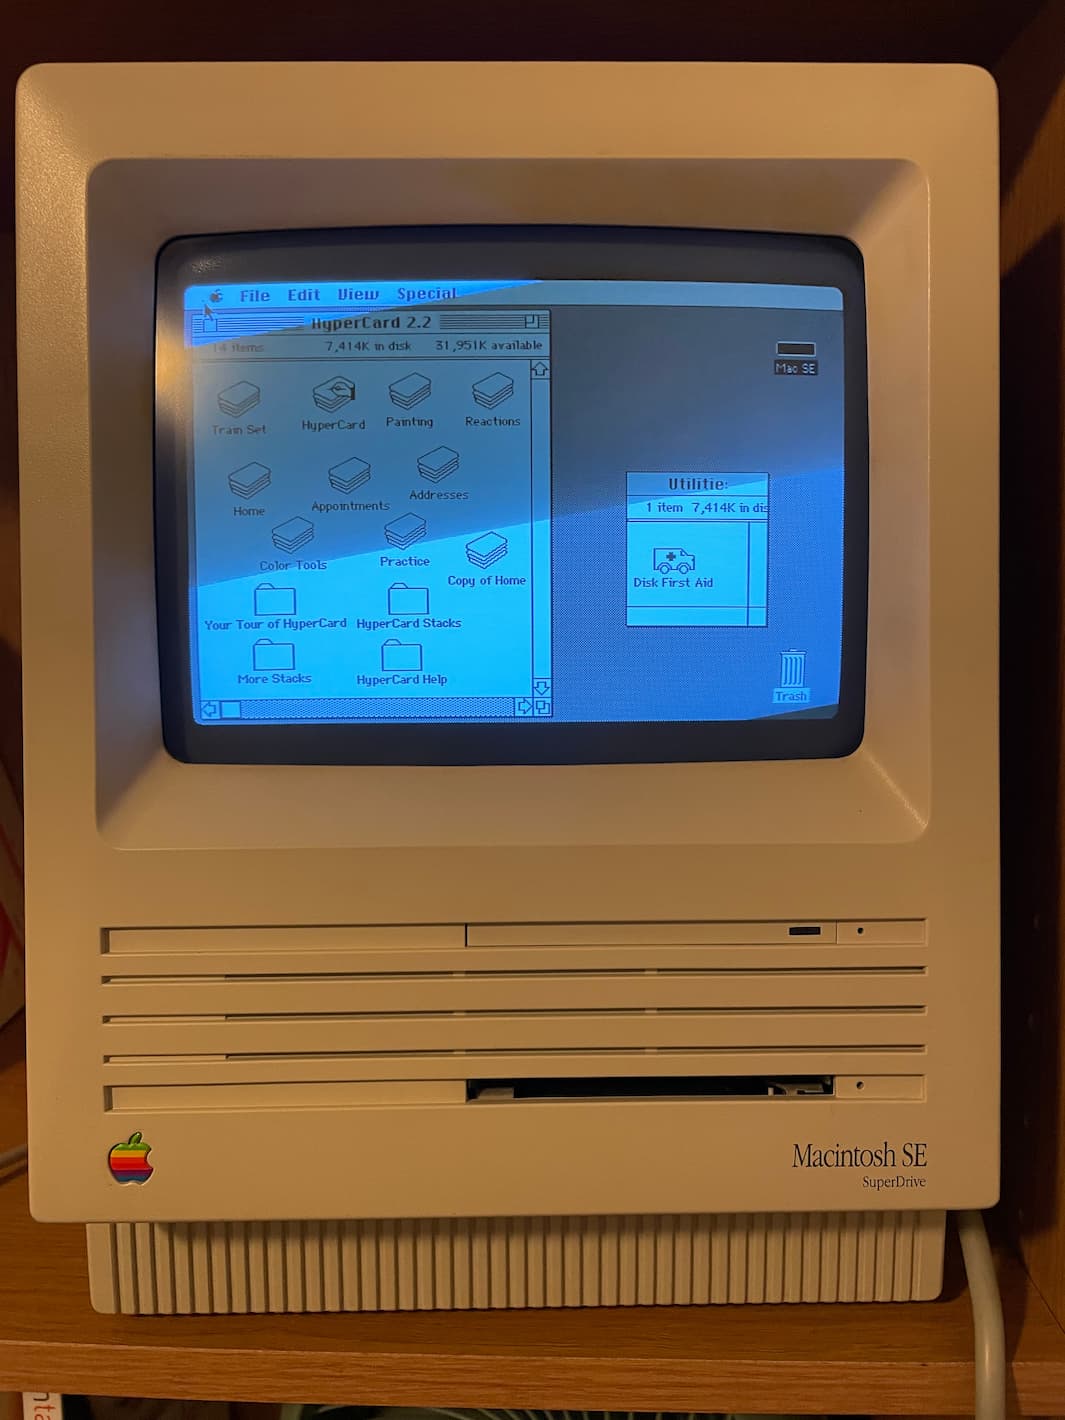 File Edit View Special
HyperCard 2.2
14 items 7,414K in disk 31,951K available
Train Set HyperCard Painting Reactions
Home Appointments Addresses
Color Tools Practice Copy of Home
Your Tour of HyperCard HyperCard Stacks
More Stacks HyperCard Help
Mac SE
Utilitie
1 item 7,414K in dis
Disk First Aid
Trash
Macintosh SE
SuperDrive